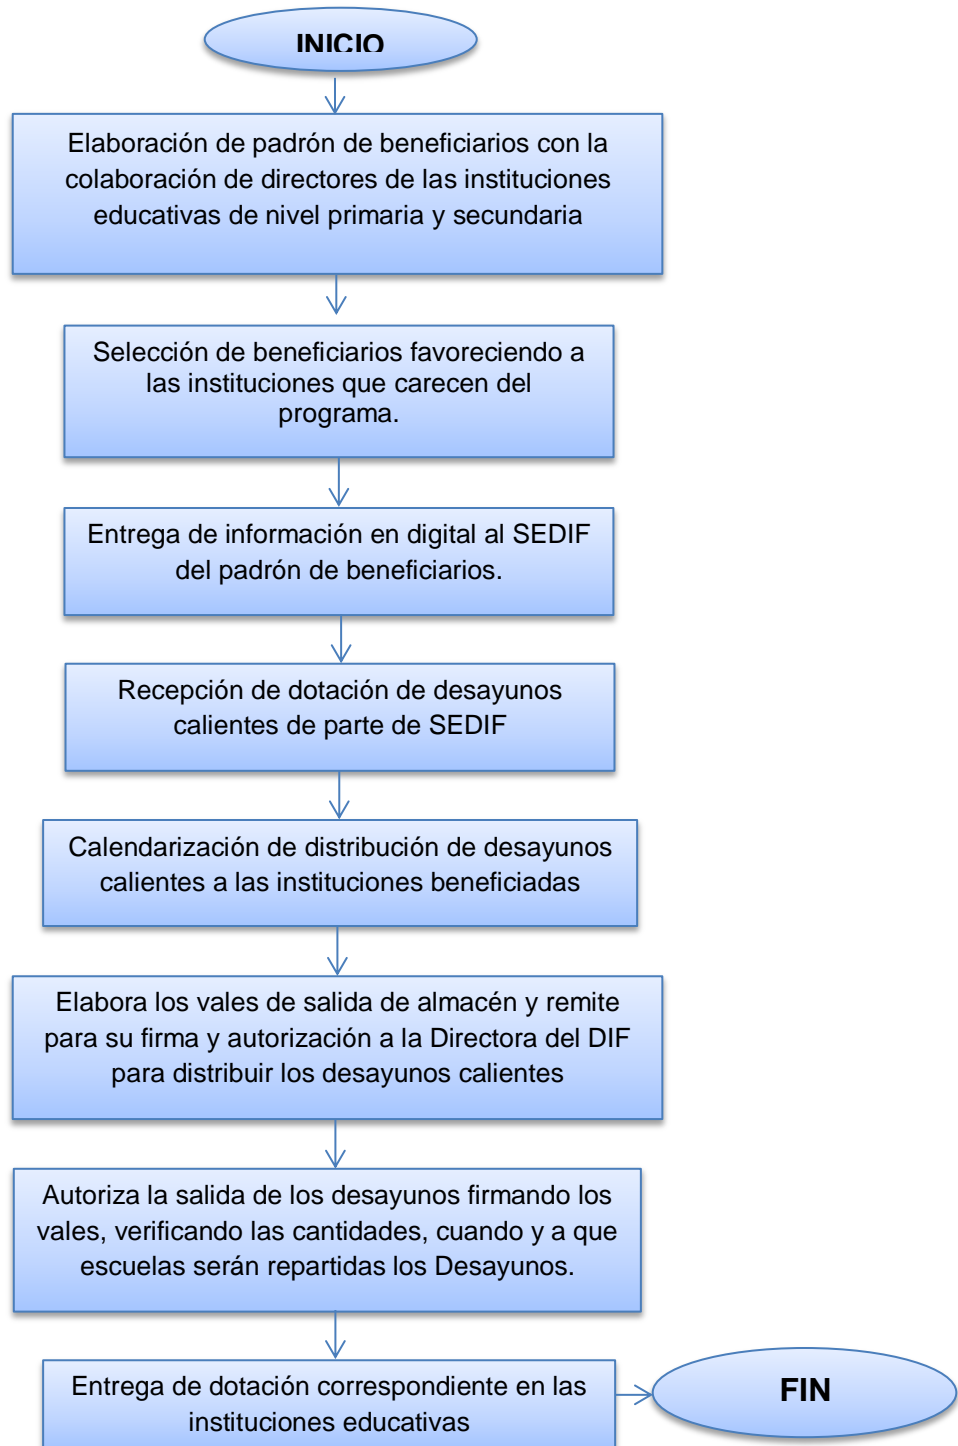 INICIO
Elaboración de padrón de beneficiarios con la
colaboración de directores de las instituciones
educativas de nivel primaria y secundaria
Selección de beneficiarios favoreciendo a
las instituciones que carecen del
programa.
Entrega de información en digital al SEDIF
del padrón de beneficiarios.
Recepción de dotación de desayunos
calientes de parte de SEDIF
Calendarización de distribución de desayunos
calientes a las instituciones beneficiadas
Elabora los vales de salida de almacén y remite
para su firma y autorización a la Directora del DIF
para distribuir los desayunos calientes
Autoriza la salida de los desayunos firmando los
vales, verificando las cantidades, cuando y a que
escuelas serán repartidas los Desayunos.
Entrega de dotación correspondiente en las
instituciones educativas
FIN